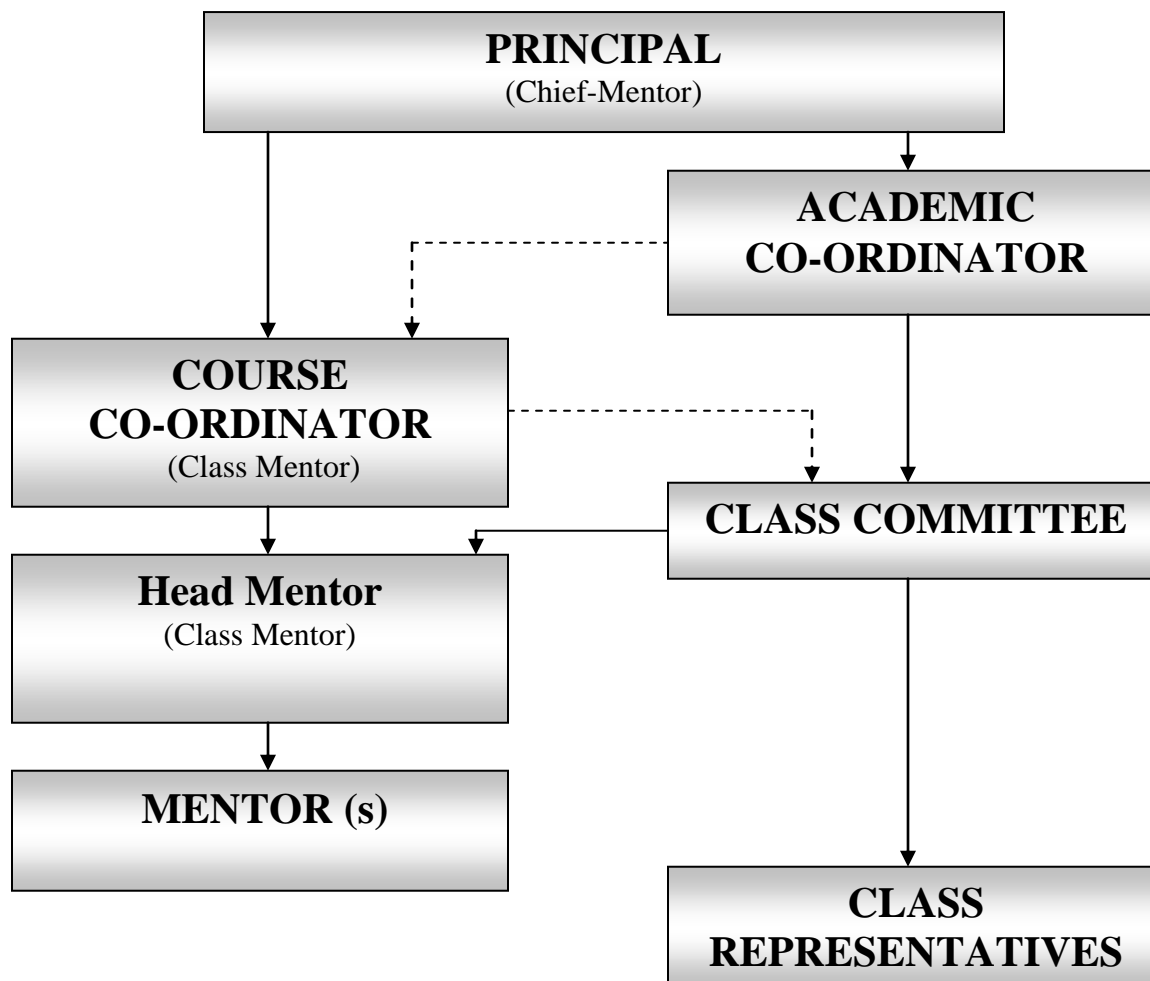 PRINCIPAL
(Chief-Mentor)
ACADEMIC
CO-ORDINATOR
COURSE
CO-ORDINATOR
(Class Mentor)
CLASS COMMITTEE
Head Mentor
(Class Mentor)
MENTOR (s)
CLASS
REPRESENTATIVES